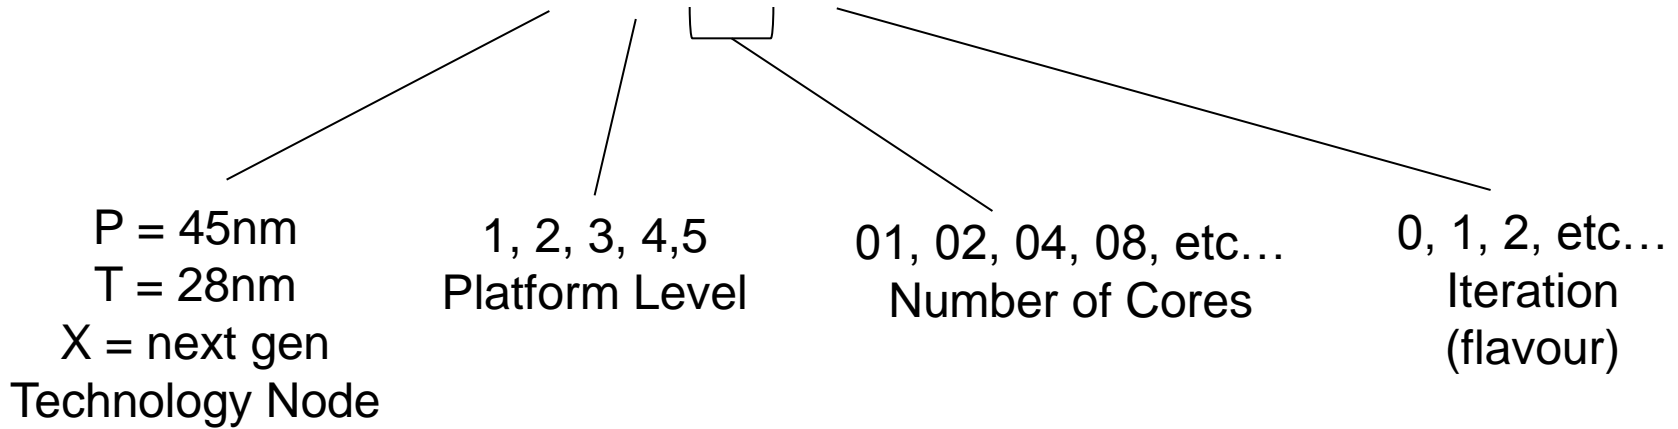 P = 45nm
T = 28nm
X = next gen
Technology Node
1, 2, 3, 4,5
Platform Level
01, 02, 04, 08, etc…
Number of Cores
0, 1, 2, etc…
Iteration
(flavour)